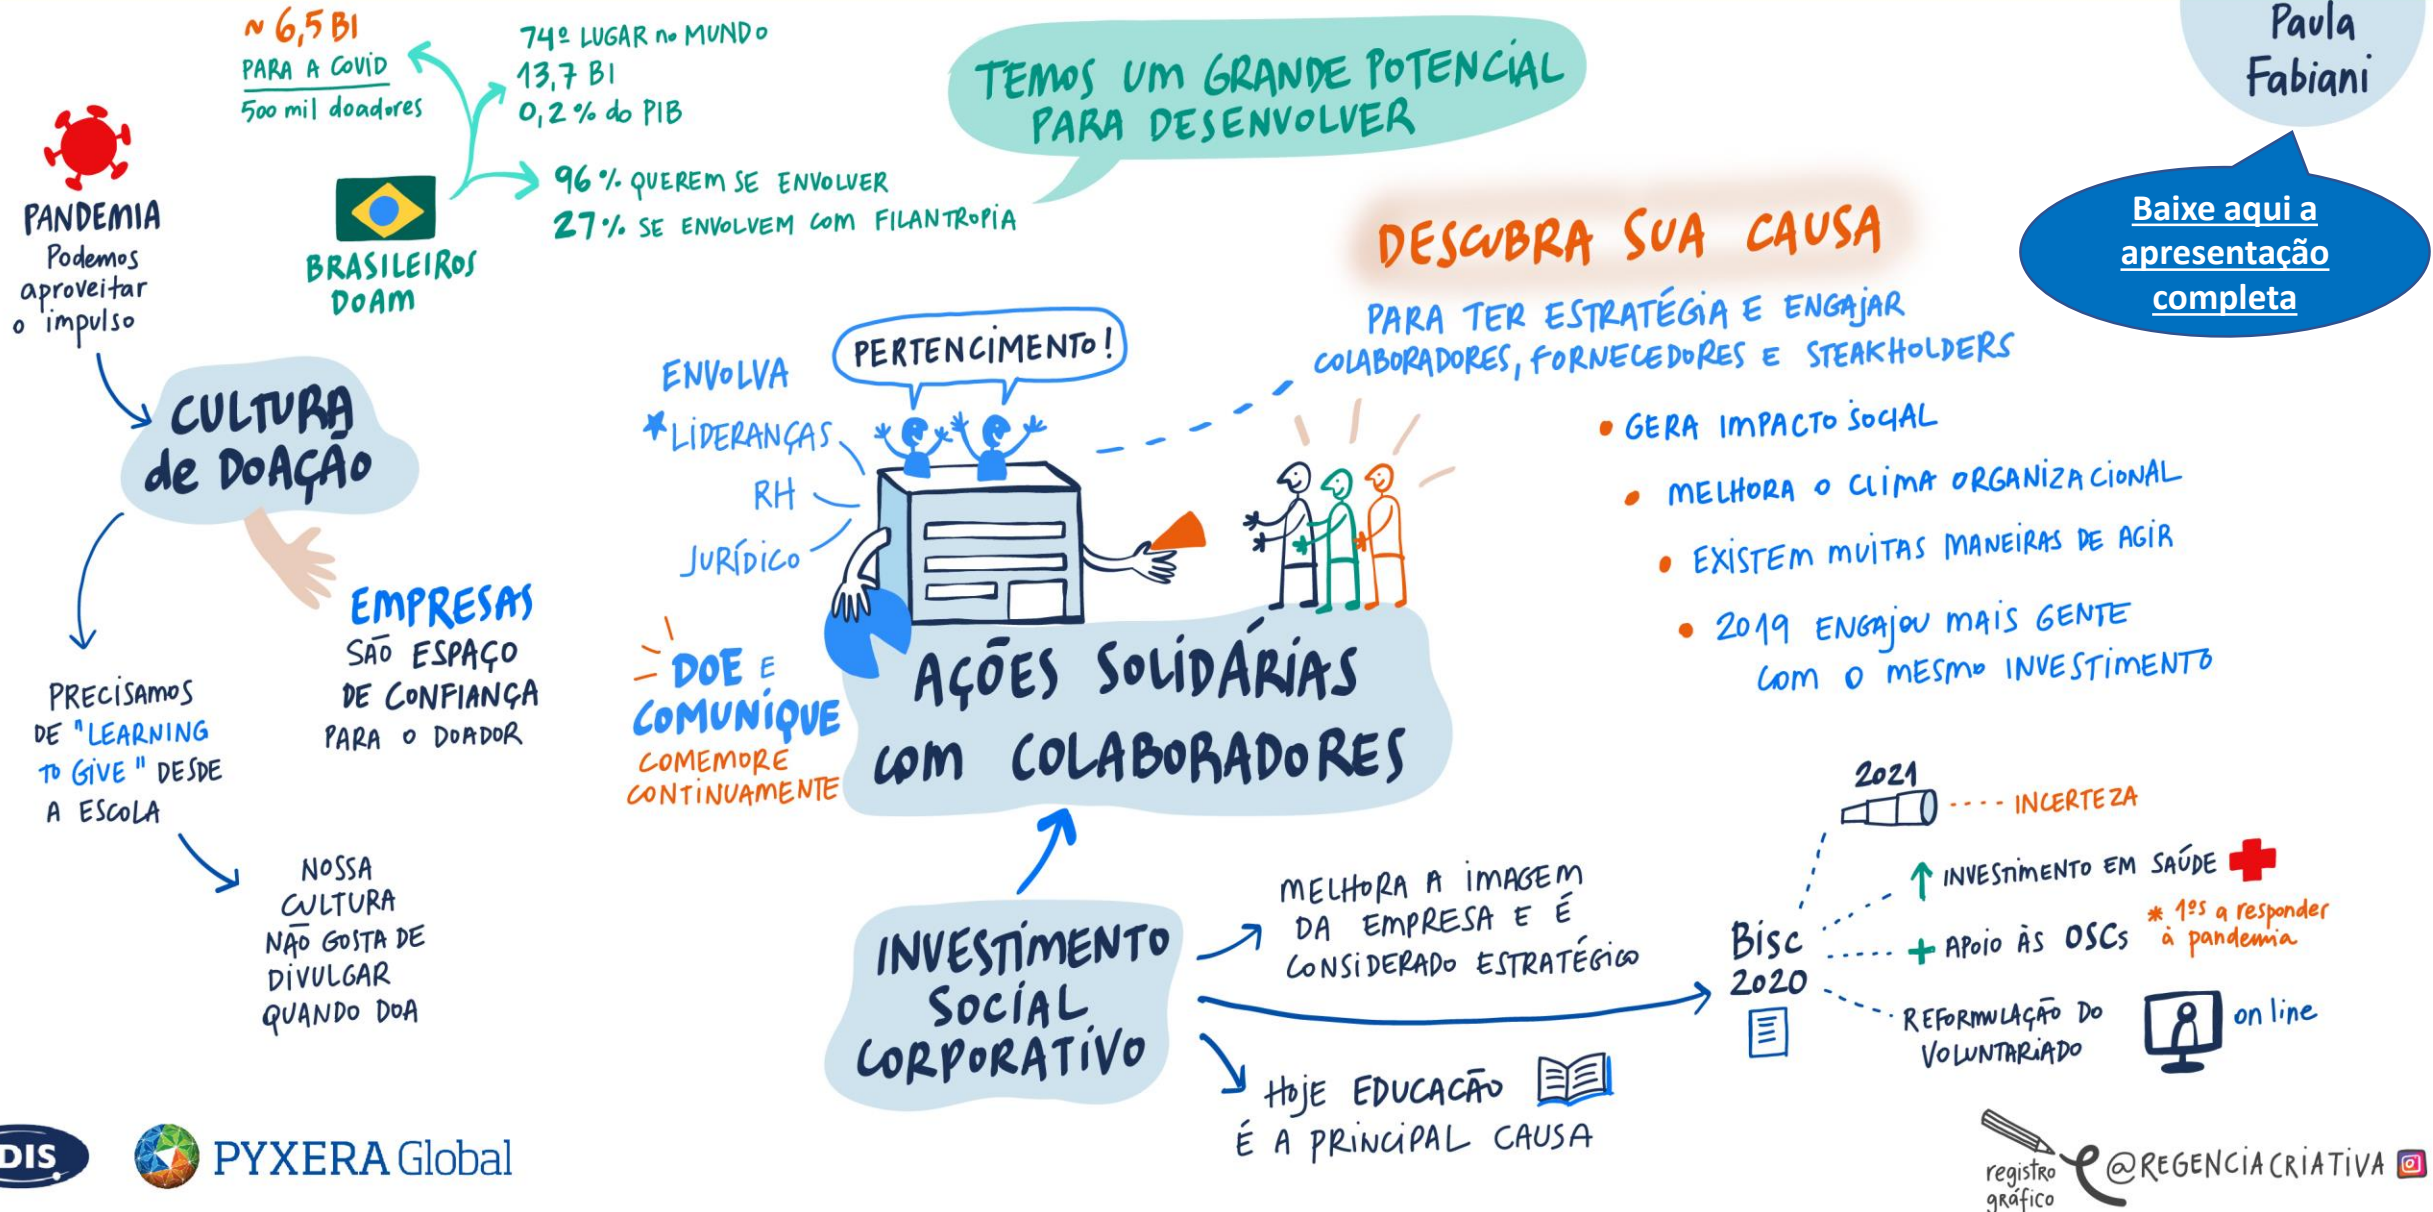 ~ 6,5 BI
PARA A COVID
500 mil doadores
74º LUGAR no MUNDO
13,7 BI
0,2 % do PIB
96 % QUEREM SE ENVOLVER
27 % SE ENVOLVEM com FILANTROPIA
BRASILEIROS
DOAM
TEMOS UM GRANDE POTENCIAL
PARA DESENVOLVER
Paula
Fabiani
Baixe aqui a
apresentação
completa
PANDEMIA
Podemos
aproveitar
o impulso
CULTURA
de DOAÇÃO
EMPRESAS
SÃO ESPAÇO
DE CONFIANÇA
PARA O DOADOR
PRECISAMOS
DE "LEARNING
TO GIVE" DESDE
A ESCOLA
NOSSA
CULTURA
NÃO GOSTA DE
DIVULGAR
QUANDO DOA
DESCUBRA SUA CAUSA
PARA TER ESTRATÉGIA E ENGAJAR
COLABORADORES, FORNECEDORES E STEAKHOLDERS
• GERA IMPACTO SOCIAL
• MELHORA O CLIMA ORGANIZACIONAL
• EXISTEM MUITAS MANEIRAS DE AGIR
• 2019 ENGAJOU MAIS GENTE
COM O MESMO INVESTIMENTO
PERTENCIMENTO!
ENVOLVA
* LIDERANÇAS
RH
JURÍDICO
DOE E
COMUNIQUE
COMEMORE
CONTINUAMENTE
AÇÕES SOLIDÁRIAS
com COLABORADORES
INVESTIMENTO
SOCIAL
CORPORATIVO
MELHORA A IMAGEM
DA EMPRESA E É
CONSIDERADO ESTRATÉGICO
HOJE EDUCACÃO
É A PRINCIPAL CAUSA
Bisc
2020
2021
INCERTEZA
↑ INVESTIMENTO EM SAÚDE
+ APOIO ÀS OSCs
* 1ºs a responder
à pandemia
REFORMULAÇÃO DO
VOLUNTARIADO
on line
DIS
PYXERA Global
registro
gráfico
@REGENCIACRIATIVA